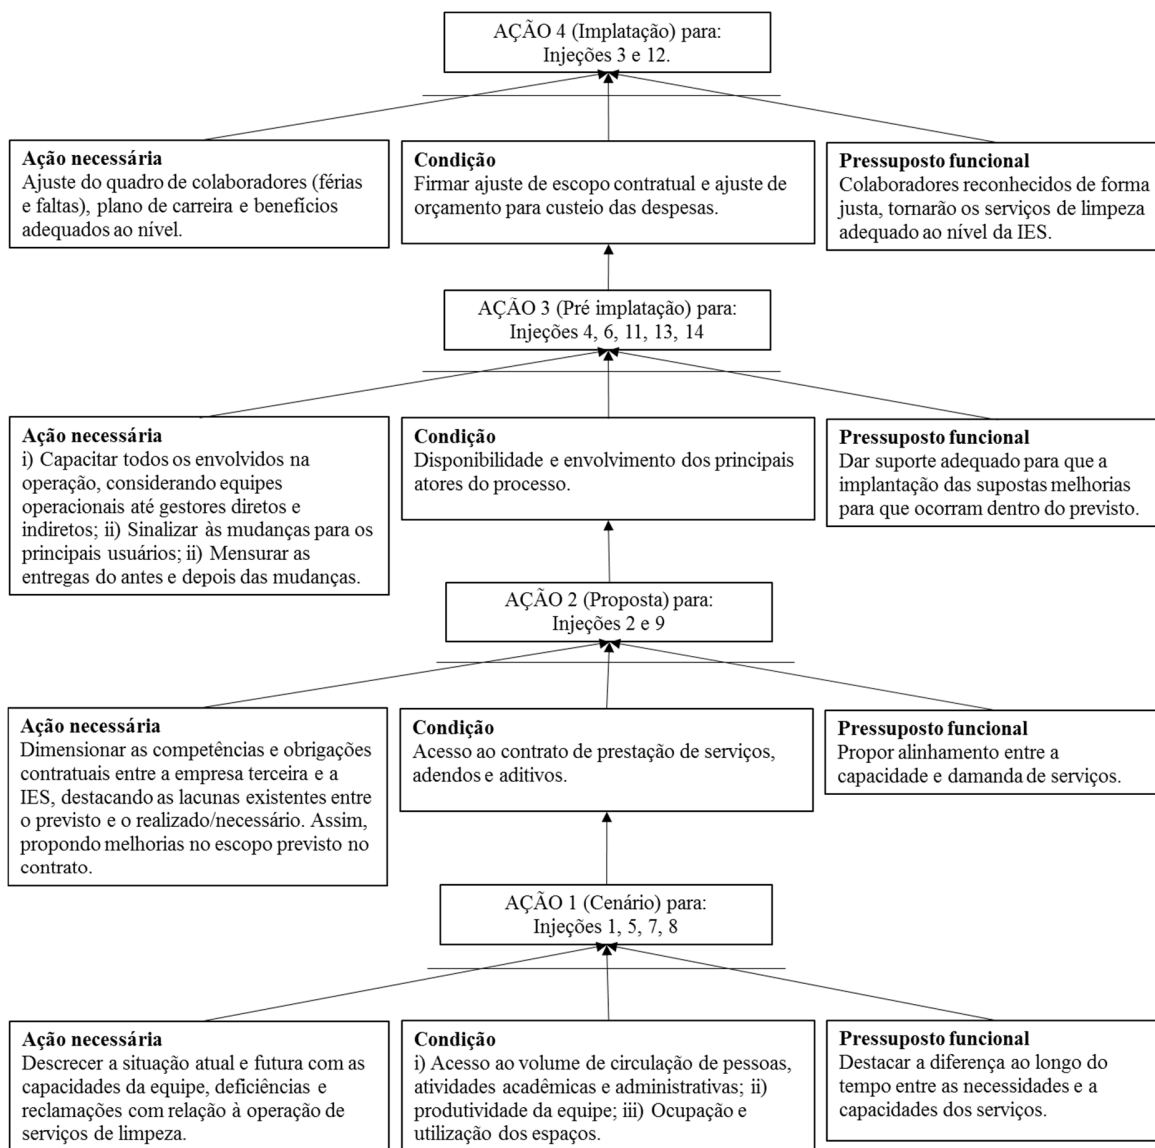 AÇÃO 4 (Implatação) para:
Injeções 3 e 12.
Ação necessária
Ajuste do quadro de colaboradores (férias
e faltas), plano de carreira e benefícios
adequados ao nível.
Condição
Firmar ajuste de escopo contratual e ajuste de
orçamento para custeio das despesas.
Pressuposto funcional
Colaboradores reconhecidos de forma
justa, tornarão os serviços de limpeza
adequado ao nível da IES.
AÇÃO 3 (Pré implatação) para:
Injeções 4, 6, 11, 13, 14
Ação necessária
i) Capacitar todos os envolvidos na
operação, considerando equipes
operacionais até gestores diretos e
indiretos; ii) Sinalizar às mudanças para os
principais usuários; ii) Mensurar as
entregas do antes e depois das mudanças.
Condição
Disponibilidade e envolvimento dos principais
atores do processo.
Pressuposto funcional
Dar suporte adequado para que a
implantação das supostas melhorias
para que ocorram dentro do previsto.
AÇÃO 2 (Proposta) para:
Injeções 2 e 9
Ação necessária
Dimensionar as competências e obrigações
contratuais entre a empresa terceira e a
IES, destacando as lacunas existentes entre
o previsto e o realizado/necessário. Assim,
propondo melhorias no escopo previsto no
contrato.
Condição
Acesso ao contrato de prestação de serviços,
adendos e aditivos.
Pressuposto funcional
Propor alinhamento entre a
capacidade e damanda de serviços.
AÇÃO 1 (Cenário) para:
Injeções 1, 5, 7, 8
Ação necessária
Descrecer a situação atual e futura com as
capacidades da equipe, deficiências e
reclamações com relação à operação de
serviços de limpeza.
Condição
i) Acesso ao volume de circulação de pessoas,
atividades acadêmicas e administrativas; ii)
produtividade da equipe; iii) Ocupação e
utilização dos espaços.
Pressuposto funcional
Destacar a diferença ao longo do
tempo entre as necessidades e a
capacidades dos serviços.